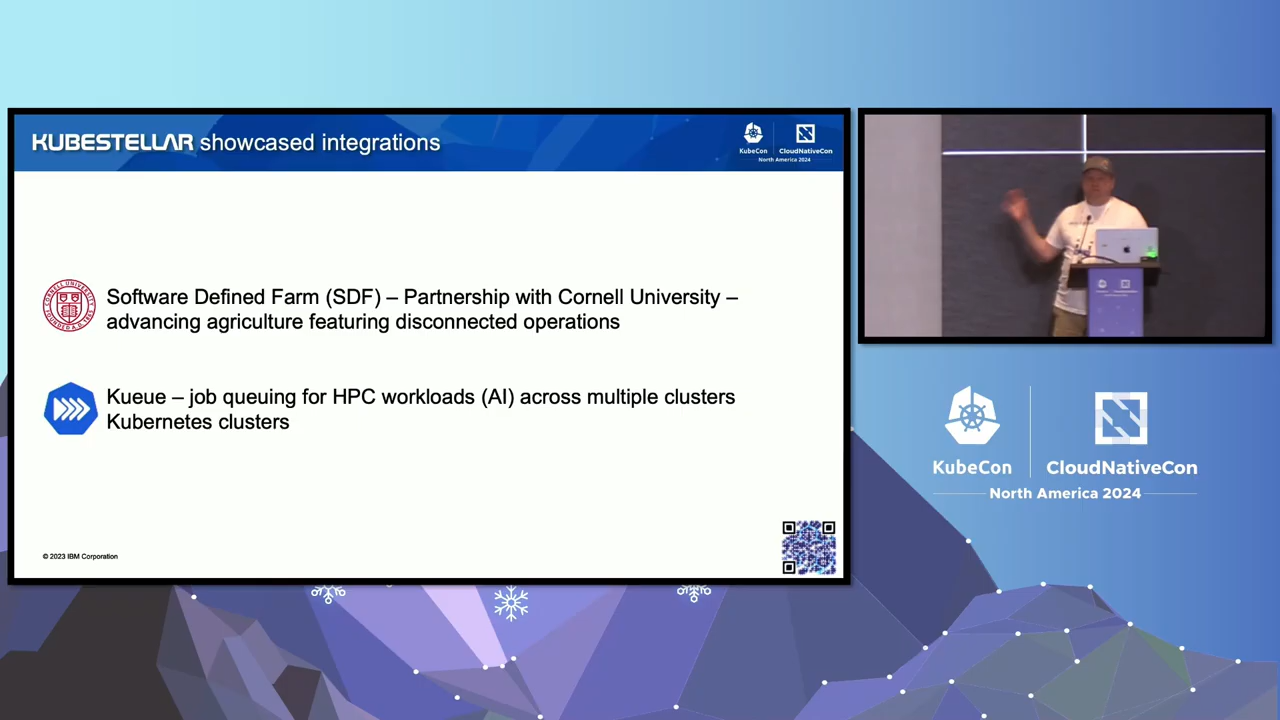 KUBESTELLAR showcased integrations
KubeCon
CloudNativeCon
North America 2024
Software Defined Farm (SDF) – Partnership with Cornell University –
advancing agriculture featuring disconnected operations
Kueue – job queuing for HPC workloads (AI) across multiple clusters
Kubernetes clusters
© 2023 IBM Corporation
KubeCon
CloudNativeCon
North America 2024